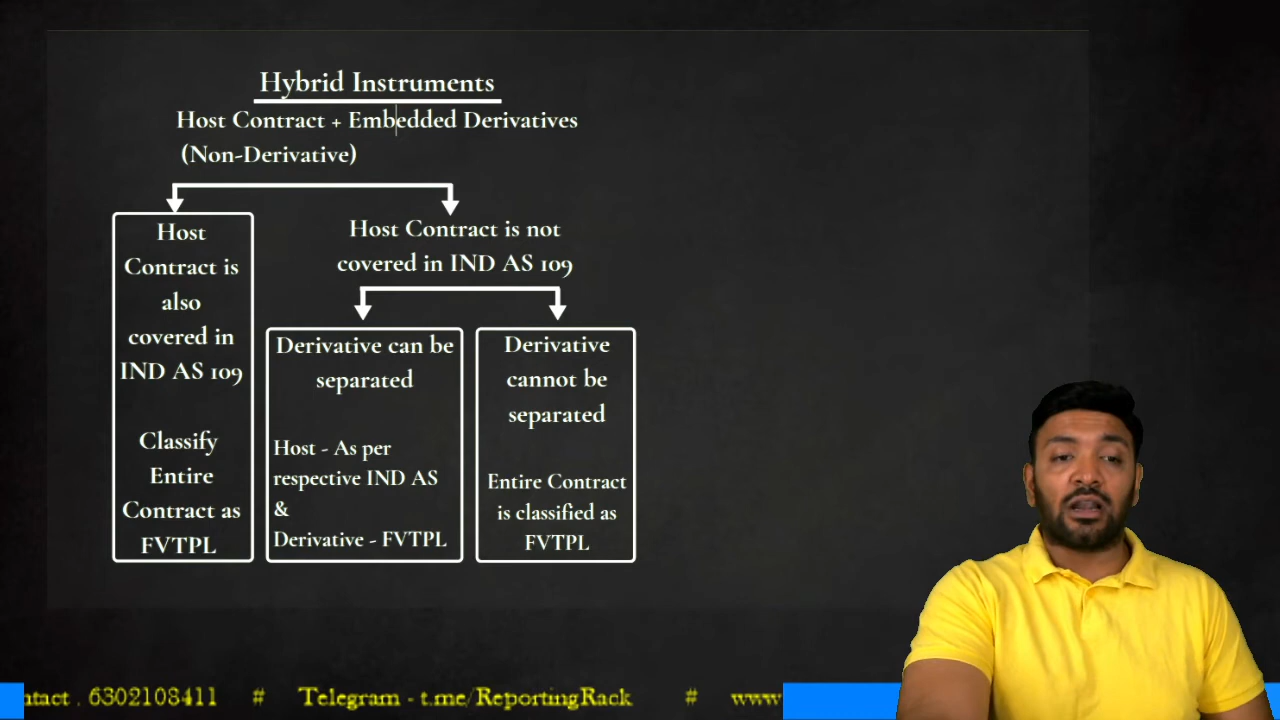 Hybrid Instruments
Host Contract + Embedded Derivatives
(Non-Derivative)
Host
Contract is
also
covered in
IND AS 109
Classify
Entire
Contract as
FVTPL
Host Contract is not
covered in IND AS 109
Derivative can be
separated
Host - As per
respective IND AS
&
Derivative - FVTPL
Derivative
cannot be
separated
Entire Contract
is classified as
FVTPL
ntact . 6302108411 # Telegram - t.me/ReportingRack # www